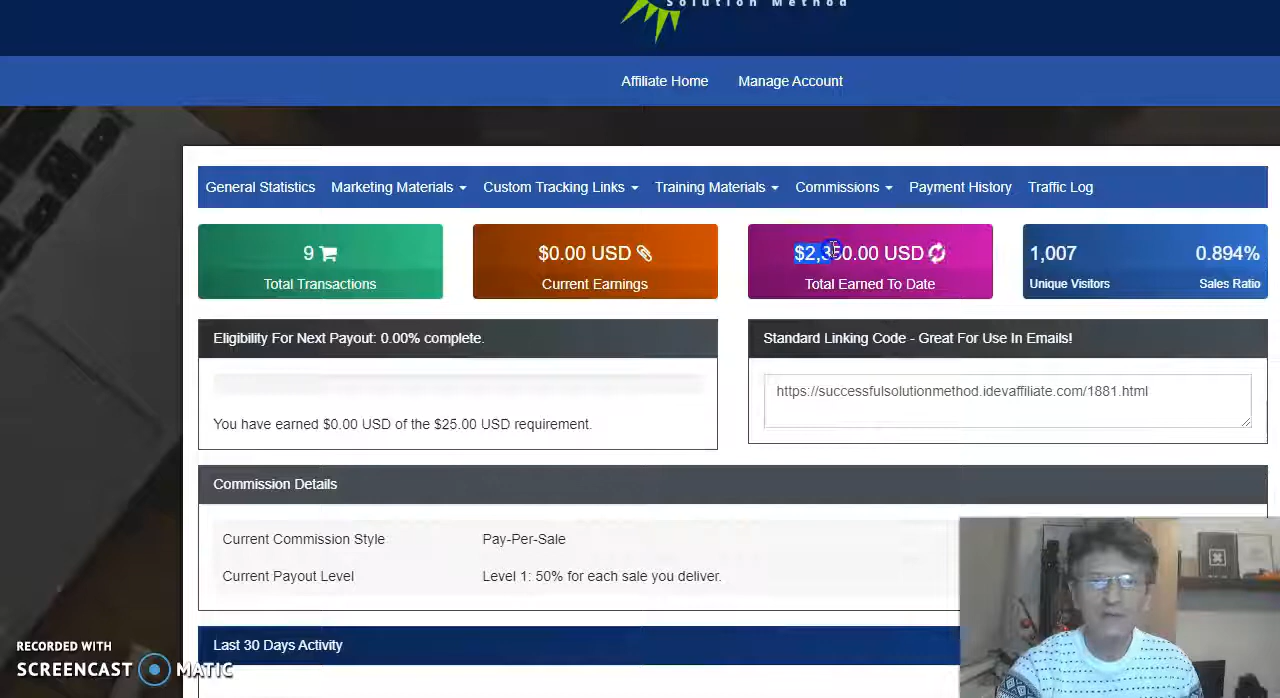 Solution Method
Affiliate Home Manage Account
General Statistics Marketing Materials Custom Tracking Links Training Materials Commissions Payment History Traffic Log
9 $0.00 USD $2,350.00 USD 1,007 0.894%
Total Transactions Current Earnings Total Earned To Date Unique Visitors Sales Ratio
Eligibility For Next Payout: 0.00% complete. Standard Linking Code - Great For Use In Emails!
https://successfulsolutionmethod.idevaffiliate.com/1881.html
You have earned $0.00 USD of the $25.00 USD requirement.
Commission Details
Current Commission Style Pay-Per-Sale
Current Payout Level Level 1: 50% for each sale you deliver.
Last 30 Days Activity
RECORDED WITH
SCREENCAST MATIC